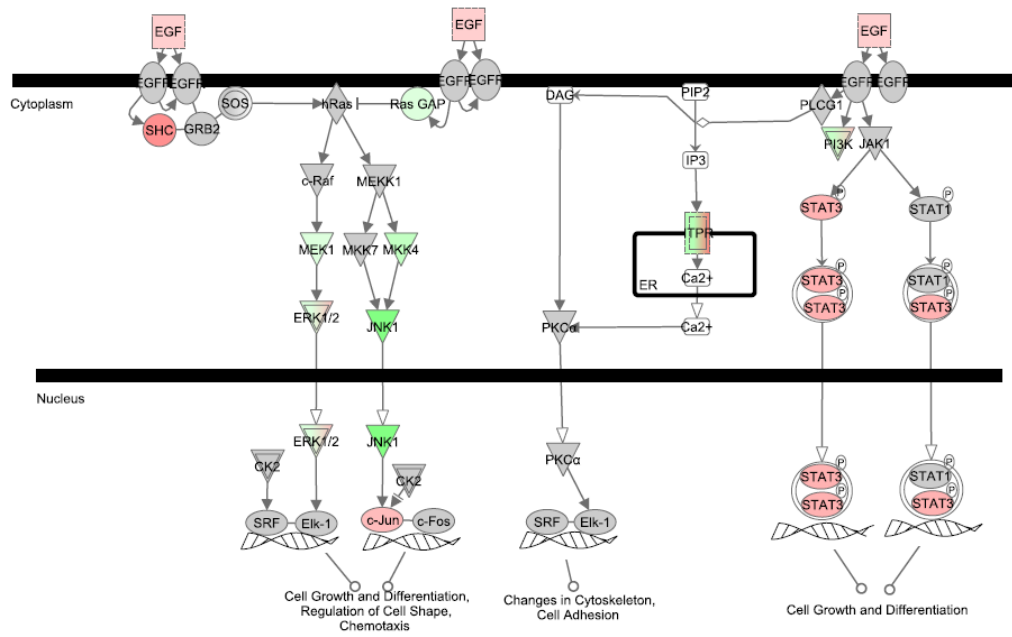 EGF
EGF
EGF
EGFR
EGFR
EGFR
EGFR
EGFR
EGFR
Cytoplasm
SHC
GRB2
SOS
hRas
Ras GAP
DAG
PIP2
PLCG1
PI3K
JAK1
IP3
c-Raf
MEKK1
STAT3
P
STAT1
P
MEK1
MKK7
MKK4
ITPR
ER
Ca2+
STAT3
P
STAT3
P
STAT1
P
STAT3
P
ERK1/2
JNK1
PKCα
Ca2+
Nucleus
ERK1/2
JNK1
PKCα
CK2
CK2
STAT3
P
STAT3
P
STAT1
P
STAT3
P
SRF
Elk-1
c-Jun
c-Fos
SRF
Elk-1
Cell Growth and Differentiation,
Regulation of Cell Shape,
Chemotaxis
Changes in Cytoskeleton,
Cell Adhesion
Cell Growth and Differentiation